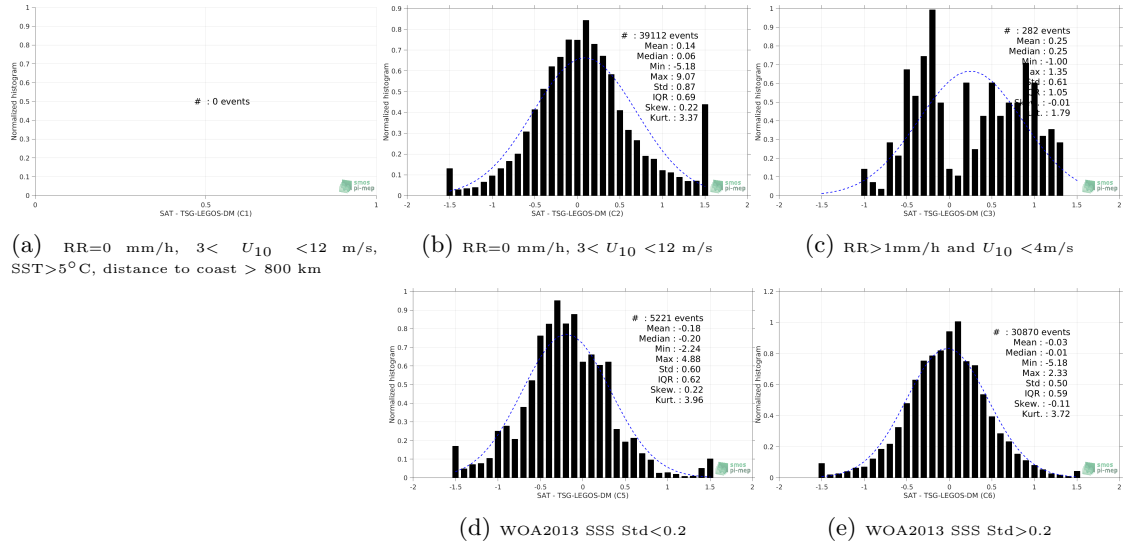 1
0.9
0.8
0.7
0.6
0.5
0.4
0.3
0.2
0.1
0
0
0.5
1
Normalized histogram
# : 0 events
smos
pi-mep
SAT - TSG-LEGOS-DM (C1)
(a) RR=0 mm/h, 3< U10 <12 m/s,
SST>5°C, distance to coast > 800 km
0.9
0.8
0.7
0.6
0.5
0.4
0.3
0.2
0.1
0
-2
-1.5
-1
-0.5
0
0.5
1
1.5
2
Normalized histogram
# : 39112 events
Mean : 0.14
Median : 0.06
Min : -5.18
Max : 9.07
Std : 0.87
IQR : 0.69
Skew. : 0.22
Kurt. : 3.37
smos
pi-mep
SAT - TSG-LEGOS-DM (C2)
(b) RR=0 mm/h, 3< U10 <12 m/s
1
0.9
0.8
0.7
0.6
0.5
0.4
0.3
0.2
0.1
0
-2
-1.5
-1
-0.5
0
0.5
1
1.5
2
Normalized histogram
# : 282 events
Mean : 0.25
Median : 0.25
Min : -1.00
Max : 1.35
Std : 0.61
IQR : 1.05
Skew. : -0.01
Kurt. : 1.79
smos
pi-mep
SAT - TSG-LEGOS-DM (C3)
(c) RR>1mm/h and U10 <4m/s
1
0.9
0.8
0.7
0.6
0.5
0.4
0.3
0.2
0.1
0
-2
-1.5
-1
-0.5
0
0.5
1
1.5
2
Normalized histogram
# : 5221 events
Mean : -0.18
Median : -0.20
Min : -2.24
Max : 4.88
Std : 0.60
IQR : 0.62
Skew. : 0.22
Kurt. : 3.96
smos
pi-mep
SAT - TSG-LEGOS-DM (C5)
(d) WOA2013 SSS Std<0.2
1.2
1
0.8
0.6
0.4
0.2
0
-2
-1.5
-1
-0.5
0
0.5
1
1.5
2
Normalized histogram
# : 30870 events
Mean : -0.03
Median : -0.01
Min : -5.18
Max : 2.33
Std : 0.50
IQR : 0.59
Skew. : -0.11
Kurt. : 3.72
smos
pi-mep
SAT - TSG-LEGOS-DM (C6)
(e) WOA2013 SSS Std>0.2